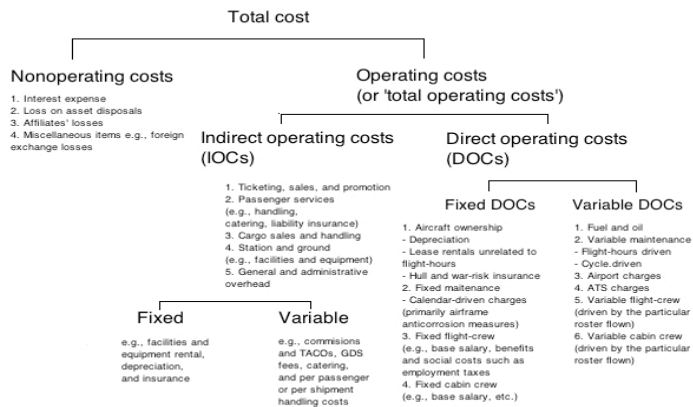 Total cost
Nonoperating costs
1. Interest expense
2. Loss on asset disposals
3. Affiliates' losses
4. Miscellaneous items e.g., foreign
exchange losses
Operating costs
(or 'total operating costs')
Indirect operating costs
(IOCs)
1. Ticketing, sales, and promotion
2. Passenger services
(e.g., handling,
catering, liability insurance)
3. Cargo sales and handling
4. Station and ground
(e.g., facilities and equipment)
5. General and administrative
overhead
Fixed
e.g., facilities and
equipment rental,
depreciation,
and insurance
Variable
e.g., commisions
and TACOs, GDS
fees, catering,
and per passenger
or per shipment
handling costs
Direct operating costs
(DOCs)
Fixed DOCs
1. Aircraft ownership
- Depreciation
- Lease rentals unrelated to
flight-hours
- Hull and war-risk insurance
2. Fixed maitenance
- Calendar-driven charges
(primarily airframe
anticorrosion measures)
3. Fixed flight-crew
(e.g., base salary, benefits
and social costs such as
employment taxes
4. Fixed cabin crew
(e.g., base salary, etc.)
Variable DOCs
1. Fuel and oil
2. Variable maintenance
- Flight-hours driven
- Cycle.driven
3. Airport charges
4. ATS charges
5. Variable flight-crew
(driven by the particular
roster flown)
6. Variable cabin crew
(driven by the particular
roster flown)